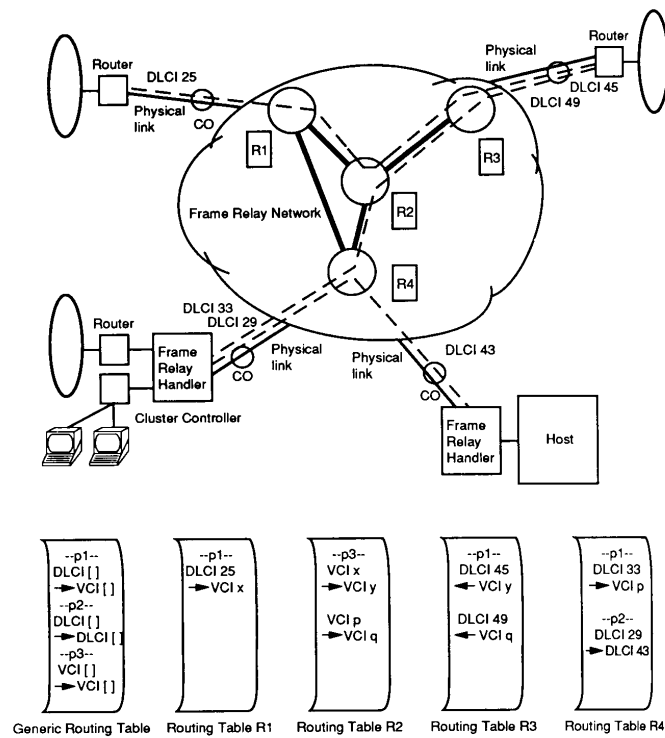 Router
DLCI 25
Physical
link
CO
R1
Physical
link
Router
DLCI 45
DLCI 49
CO
R3
R2
Frame Relay Network
R4
DLCI 33
DLCI 29
Router
Frame
Relay
Handler
CO
Physical
link
Cluster Controller
Physical
link
DLCI 43
CO
Frame
Relay
Handler
Host
--p1--
DLCI [ ]
→ VCI [ ]
--p2--
DLCI [ ]
→ DLCI [ ]
--p3--
VCI [ ]
→ VCI [ ]
Generic Routing Table
--p1--
DLCI 25
→ VCI x
Routing Table R1
--p3--
VCI x
→ VCI y
VCI p
→ VCI q
Routing Table R2
--p1--
DLCI 45
← VCI y
DLCI 49
← VCI q
Routing Table R3
--p1--
DLCI 33
→ VCI p
--p2--
DLCI 29
→ DLCI 43
Routing Table R4